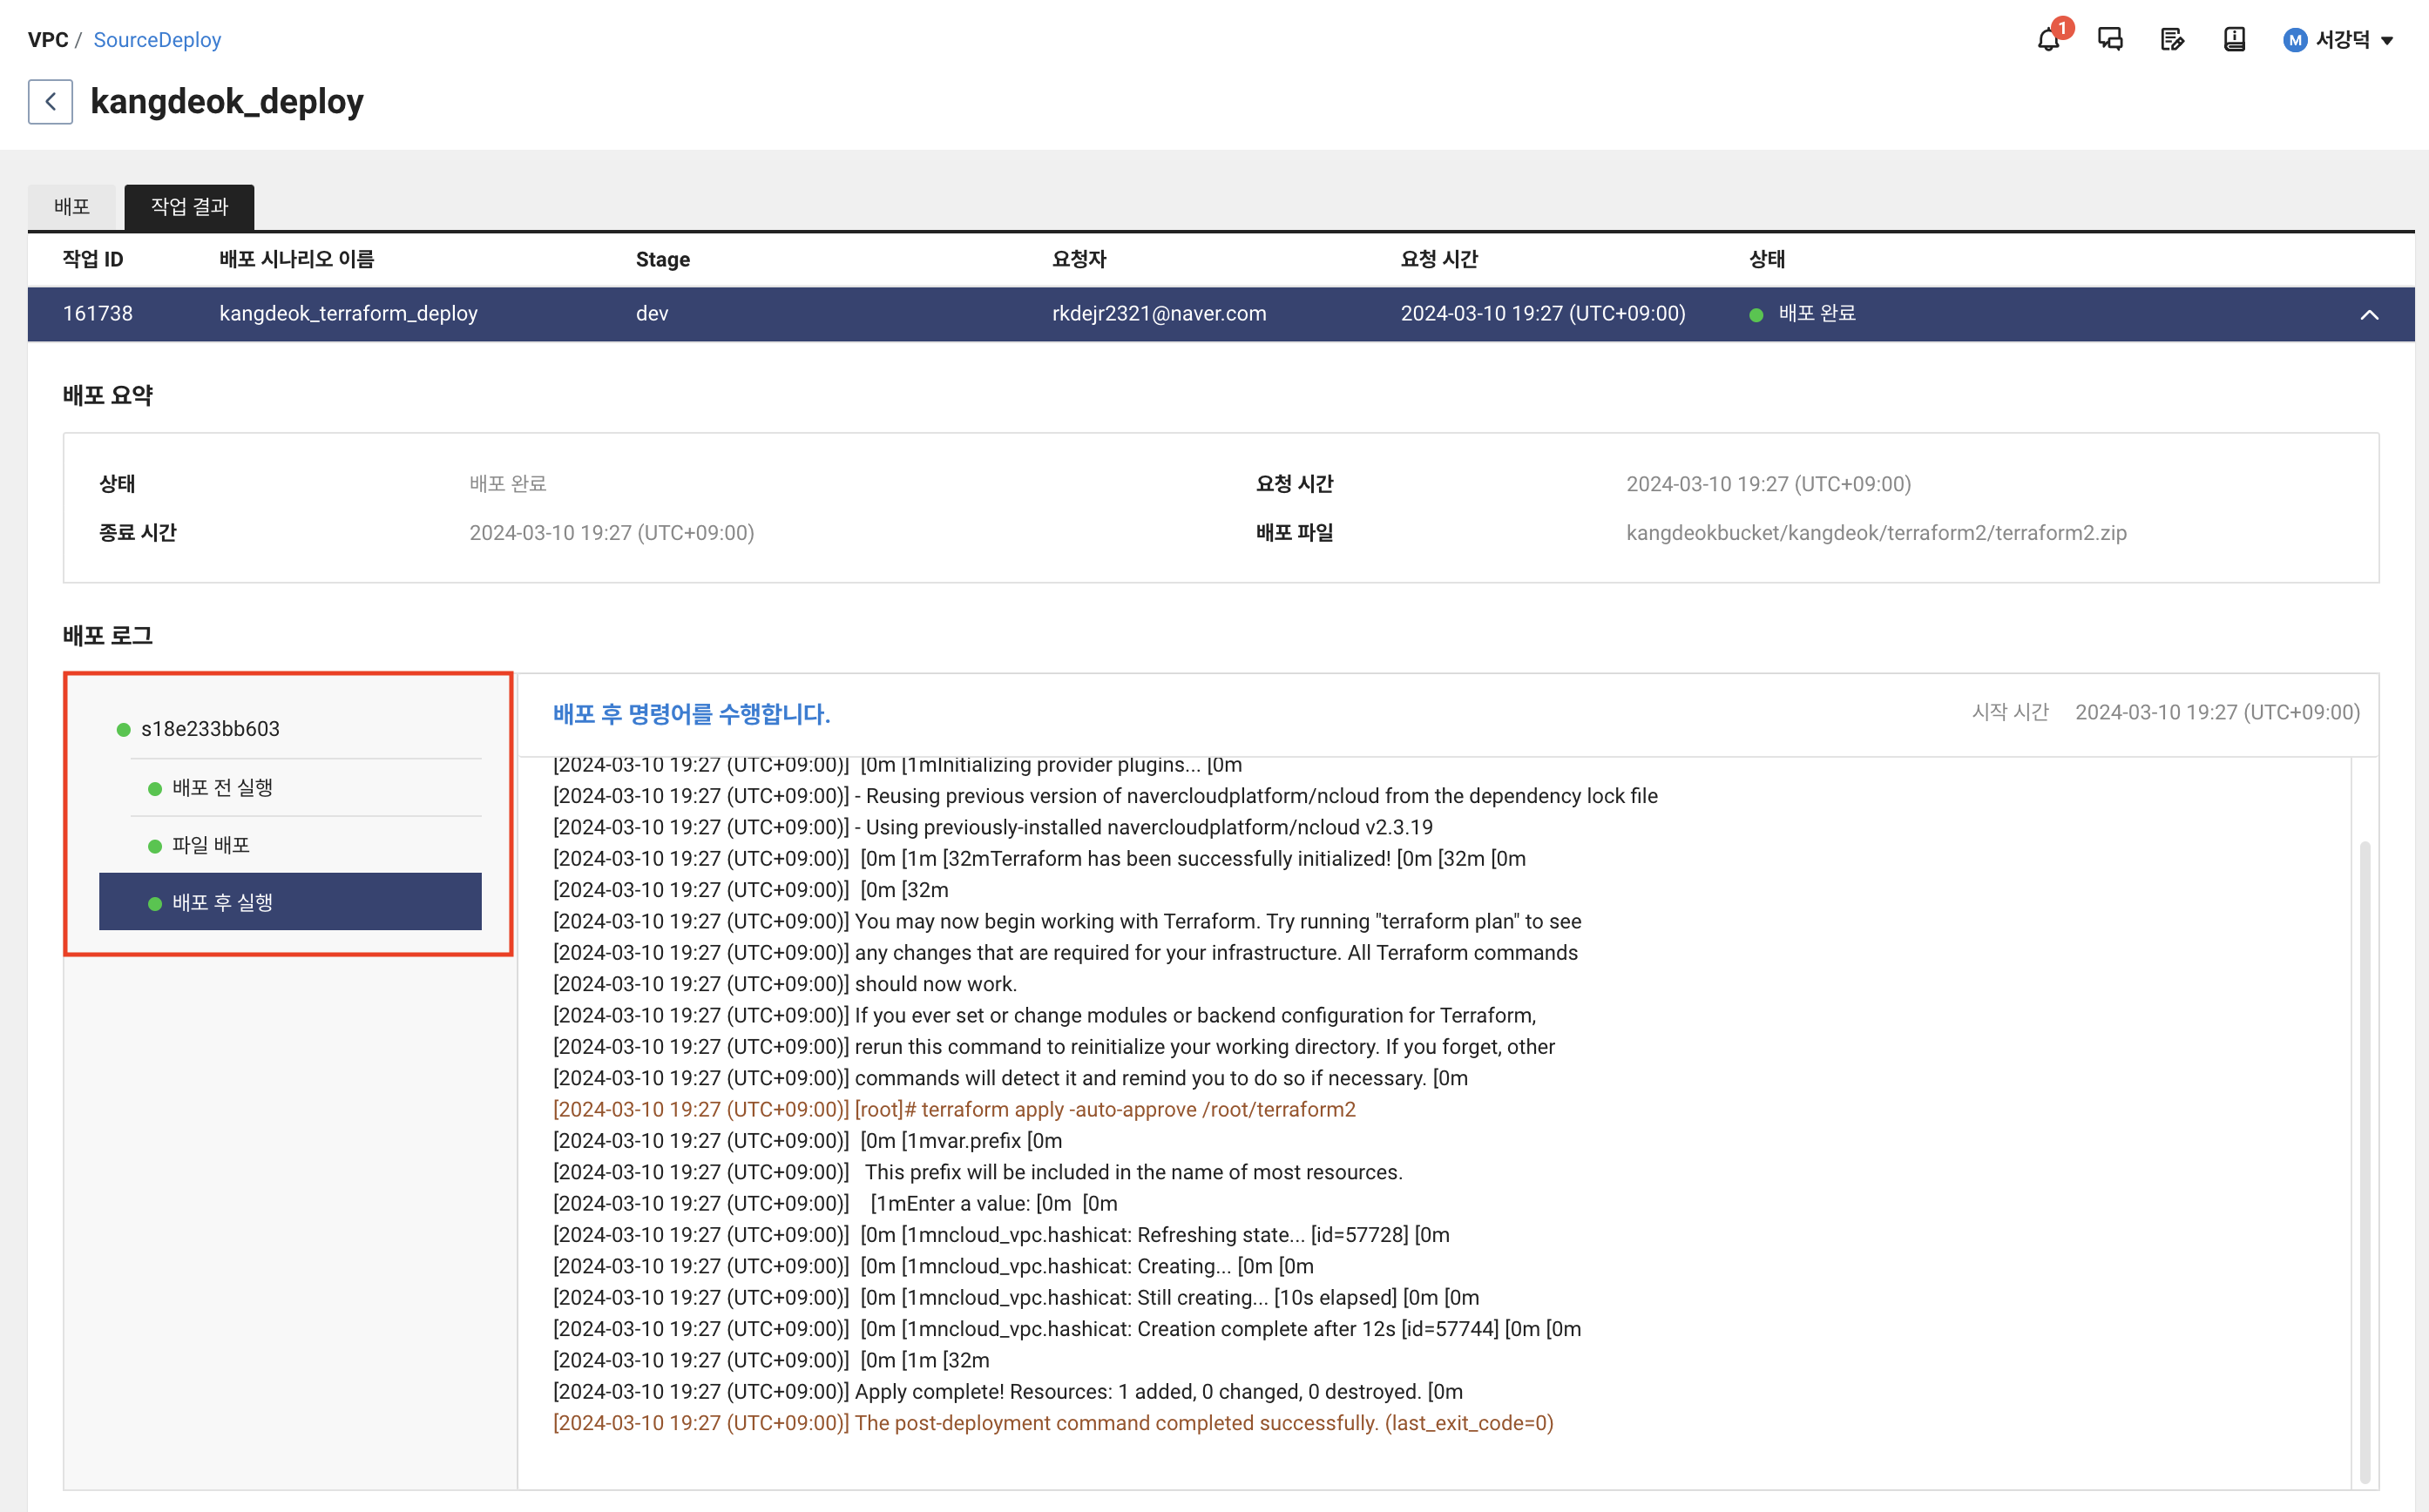 VPC / SourceDeploy
1
M 서강덕
kangdeok_deploy
배포 작업 결과
작업 ID 배포 시나리오 이름 Stage 요청자 요청 시간 상태
161738 kangdeok_terraform_deploy dev rkdejr2321@naver.com 2024-03-10 19:27 (UTC+09:00) 배포 완료
배포 요약
상태 배포 완료 요청 시간 2024-03-10 19:27 (UTC+09:00)
종료 시간 2024-03-10 19:27 (UTC+09:00) 배포 파일 kangdeokbucket/kangdeok/terraform2/terraform2.zip
배포 로그
s18e233bb603
배포 전 실행
파일 배포
배포 후 실행
배포 후 명령어를 수행합니다. 시작 시간 2024-03-10 19:27 (UTC+09:00)
[2024-03-10 19:27 (UTC+09:00)] [0m [1mInitializing provider plugins... [0m
[2024-03-10 19:27 (UTC+09:00)] - Reusing previous version of navercloudplatform/ncloud from the dependency lock file
[2024-03-10 19:27 (UTC+09:00)] - Using previously-installed navercloudplatform/ncloud v2.3.19
[2024-03-10 19:27 (UTC+09:00)] [0m [1m [32mTerraform has been successfully initialized! [0m [32m [0m
[2024-03-10 19:27 (UTC+09:00)] [0m [32m
[2024-03-10 19:27 (UTC+09:00)] You may now begin working with Terraform. Try running "terraform plan" to see
[2024-03-10 19:27 (UTC+09:00)] any changes that are required for your infrastructure. All Terraform commands
[2024-03-10 19:27 (UTC+09:00)] should now work.
[2024-03-10 19:27 (UTC+09:00)] If you ever set or change modules or backend configuration for Terraform,
[2024-03-10 19:27 (UTC+09:00)] rerun this command to reinitialize your working directory. If you forget, other
[2024-03-10 19:27 (UTC+09:00)] commands will detect it and remind you to do so if necessary. [0m
[2024-03-10 19:27 (UTC+09:00)] [root]# terraform apply -auto-approve /root/terraform2
[2024-03-10 19:27 (UTC+09:00)] [0m [1mvar.prefix [0m
[2024-03-10 19:27 (UTC+09:00)] This prefix will be included in the name of most resources.
[2024-03-10 19:27 (UTC+09:00)] [1mEnter a value: [0m [0m
[2024-03-10 19:27 (UTC+09:00)] [0m [1mncloud_vpc.hashicat: Refreshing state... [id=57728] [0m
[2024-03-10 19:27 (UTC+09:00)] [0m [1mncloud_vpc.hashicat: Creating... [0m [0m
[2024-03-10 19:27 (UTC+09:00)] [0m [1mncloud_vpc.hashicat: Still creating... [10s elapsed] [0m [0m
[2024-03-10 19:27 (UTC+09:00)] [0m [1mncloud_vpc.hashicat: Creation complete after 12s [id=57744] [0m [0m
[2024-03-10 19:27 (UTC+09:00)] [0m [1m [32m
[2024-03-10 19:27 (UTC+09:00)] Apply complete! Resources: 1 added, 0 changed, 0 destroyed. [0m
[2024-03-10 19:27 (UTC+09:00)] The post-deployment command completed successfully. (last_exit_code=0)